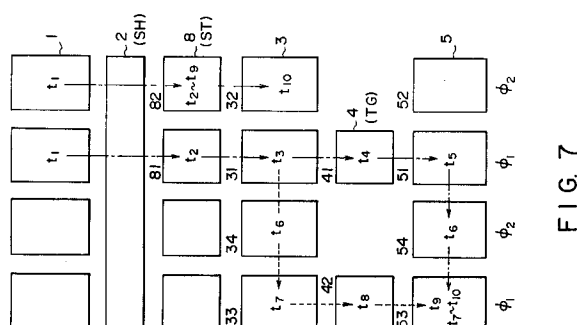 1
2
(SH)
8
(ST)
3
4
(TG)
5
t1
t1
82
81
t2~t9
t2
32
31
34
33
t10
t3
t6
t7
41
42
t4
t8
52
51
54
53
t5
t6
t9
t7~t10
φ2
φ1
φ2
φ1
FIG. 7